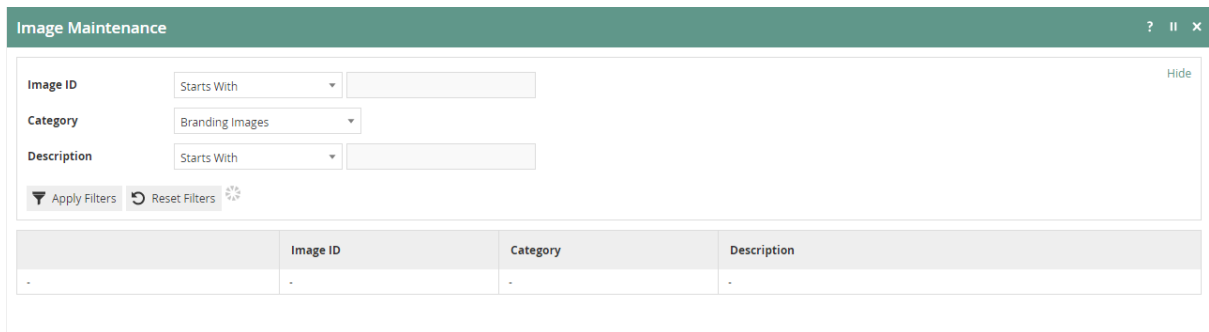 Image Maintenance ? II ×
Hide
Image ID Starts With
Category Branding Images
Description Starts With
Apply Filters Reset Filters
Image ID Category Description
- - - -